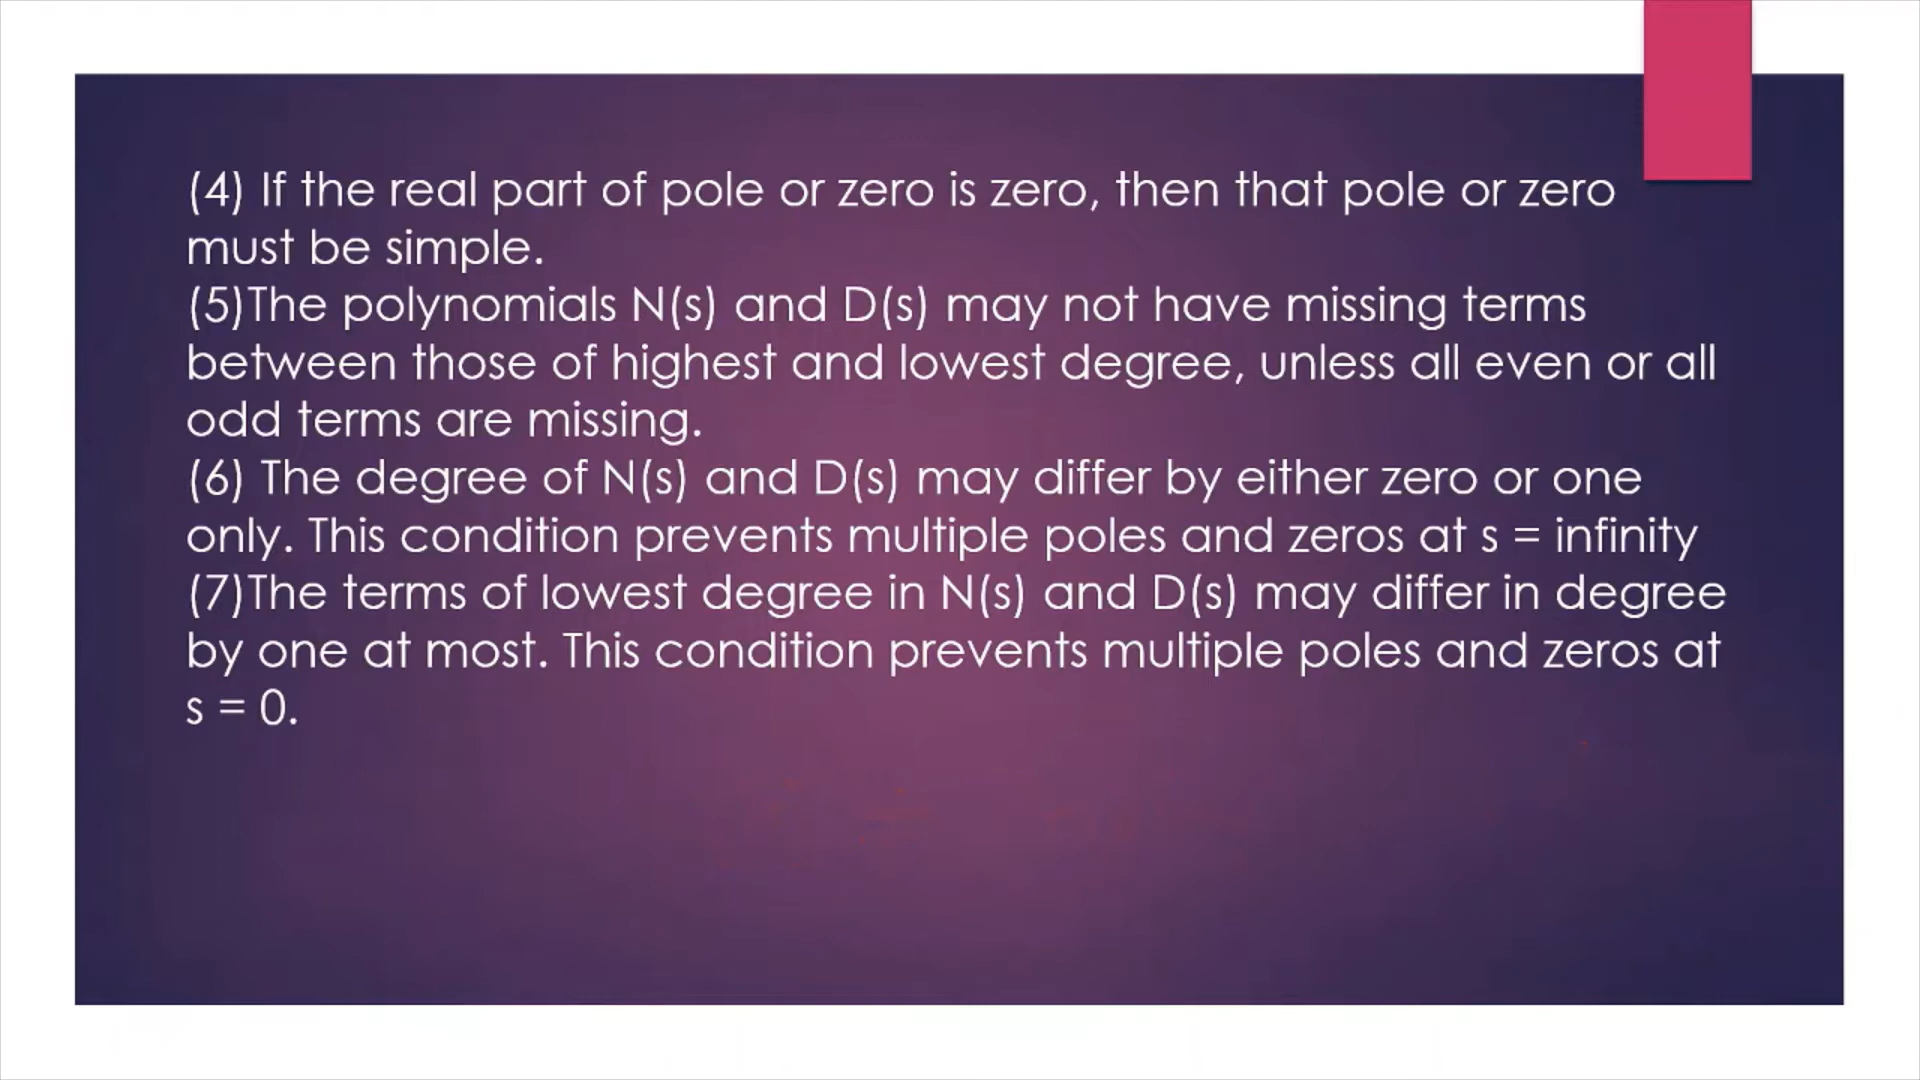 (4) If the real part of pole or zero is zero, then that pole or zero
must be simple.
(5)The polynomials N(s) and D(s) may not have missing terms
between those of highest and lowest degree, unless all even or all
odd terms are missing.
(6) The degree of N(s) and D(s) may differ by either zero or one
only. This condition prevents multiple poles and zeros at s = infinity
(7)The terms of lowest degree in N(s) and D(s) may differ in degree
by one at most. This condition prevents multiple poles and zeros at
s = 0.